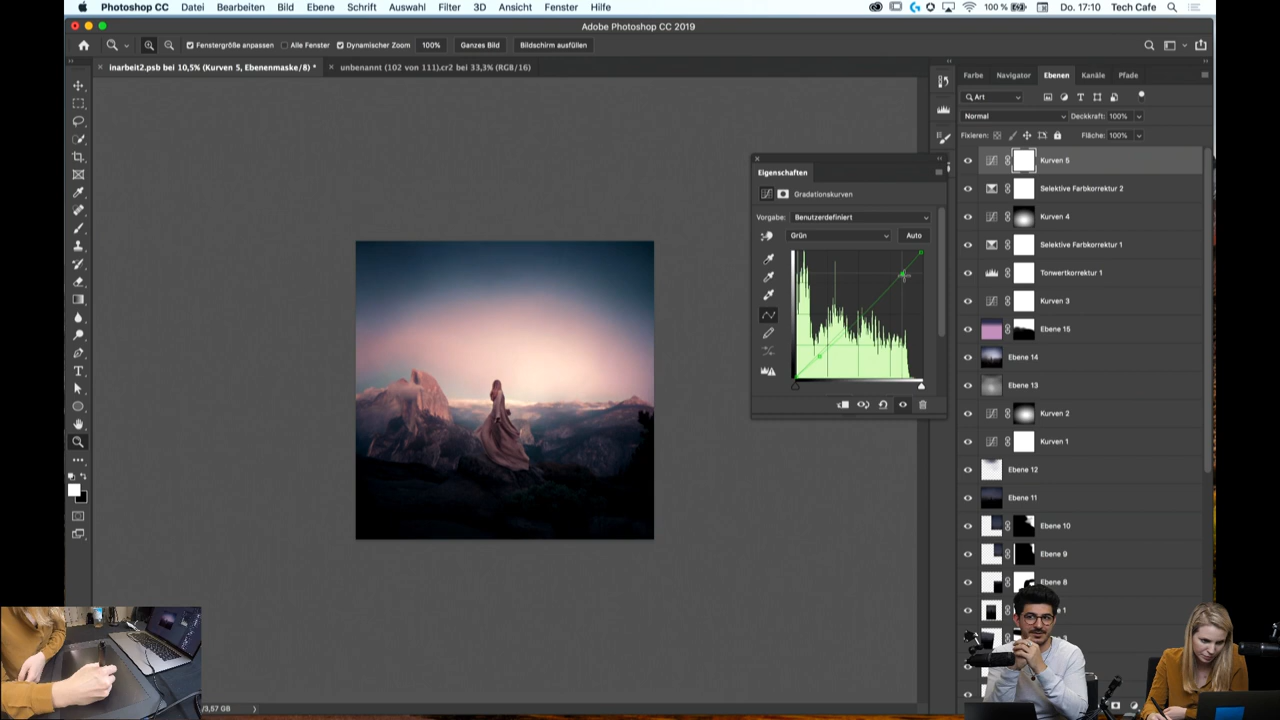 Photoshop CC Datei Bearbeiten Bild Ebene Schrift Auswahl Filter 3D Ansicht Fenster Hilfe 100 % Do. 17:10 Tech Cafe
Adobe Photoshop CC 2019
Fenstergröße anpassen Alle Fenster Dynamischer Zoom 100% Ganzes Bild Bildschirm ausfüllen
inarbeit2.psb bei 10,5% (Kurven 5, Ebenenmaske/8) *
unbenannt (102 von 111).cr2 bei 33,3% (RGB/16)
Farbe Navigator Ebenen Kanäle Pfade
Art
Normal Deckkraft: 100%
Fixieren: Fläche: 100%
Kurven 5
Selektive Farbkorrektur 2
Kurven 4
Selektive Farbkorrektur 1
Tonwertkorrektur 1
Kurven 3
Ebene 15
Ebene 14
Ebene 13
Kurven 2
Kurven 1
Ebene 12
Ebene 11
Ebene 10
Ebene 9
Ebene 8
Eigenschaften
Gradationskurven
Vorgabe: Benutzerdefiniert
Grün Auto
/3,57 GB